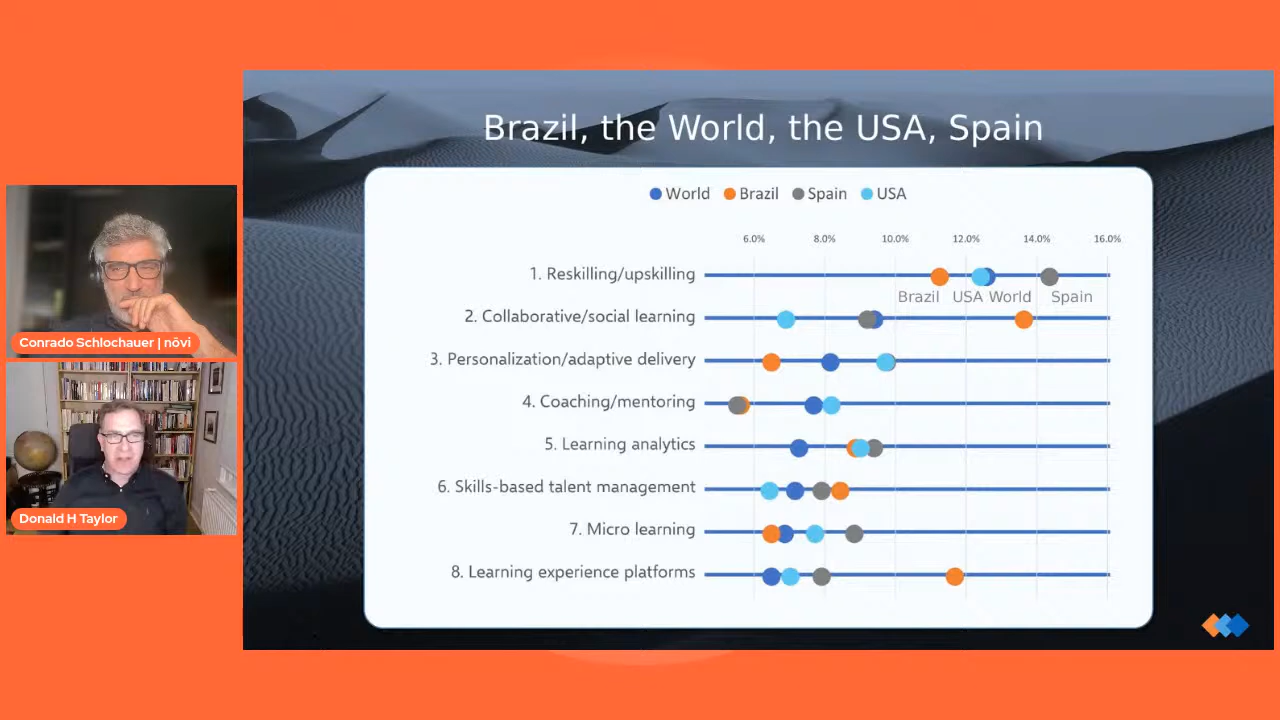 Brazil, the World, the USA, Spain
World Brazil Spain USA
6.0% 8.0% 10.0% 12.0% 14.0% 16.0%
1. Reskilling/upskilling
Brazil USA World Spain
2. Collaborative/social learning
3. Personalization/adaptive delivery
4. Coaching/mentoring
5. Learning analytics
6. Skills-based talent management
7. Micro learning
8. Learning experience platforms
Conrado Schlochauer | nōvi
Donald H Taylor